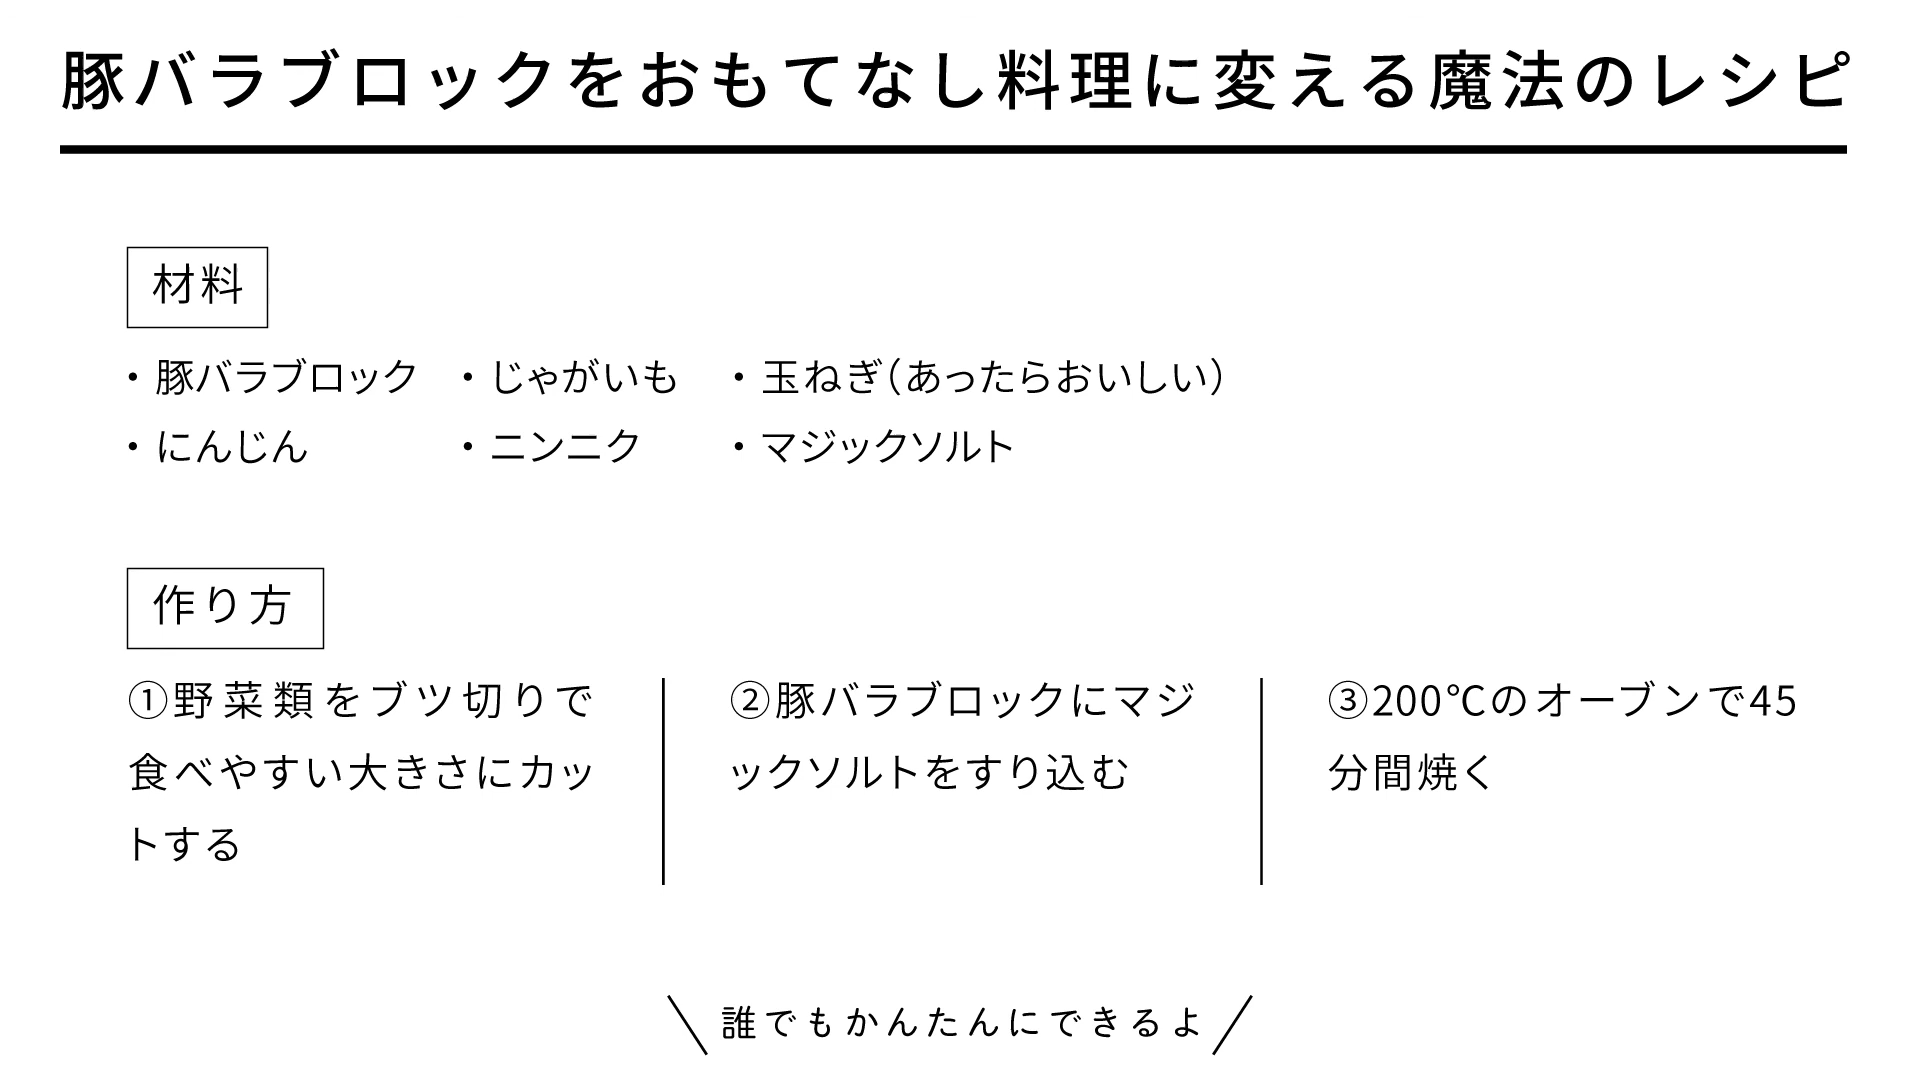 豚バラブロックをおもてなし料理に変える魔法のレシピ
材料
・豚バラブロック ・じゃがいも ・玉ねぎ(あったらおいしい)
・にんじん ・ニンニク ・マジックソルト
作り方
①野菜類をブツ切りで
食べやすい大きさにカッ
トする
②豚バラブロックにマジ
ックソルトをすり込む
③200℃のオーブンで45
分間焼く
\ 誰でもかんたんにできるよ /